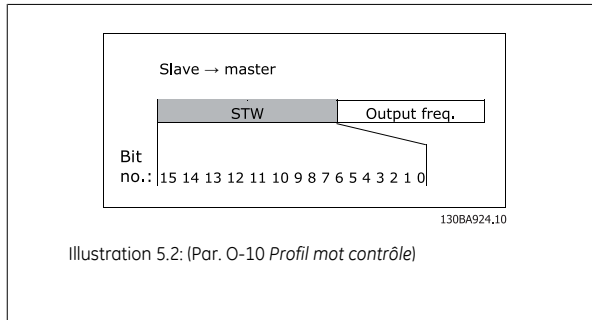 Slave → master
STW Output freq.
Bit
no.: 15 14 13 12 11 10 9 8 7 6 5 4 3 2 1 0
130BA924.10
Illustration 5.2: (Par. O-10 Profil mot contrôle)